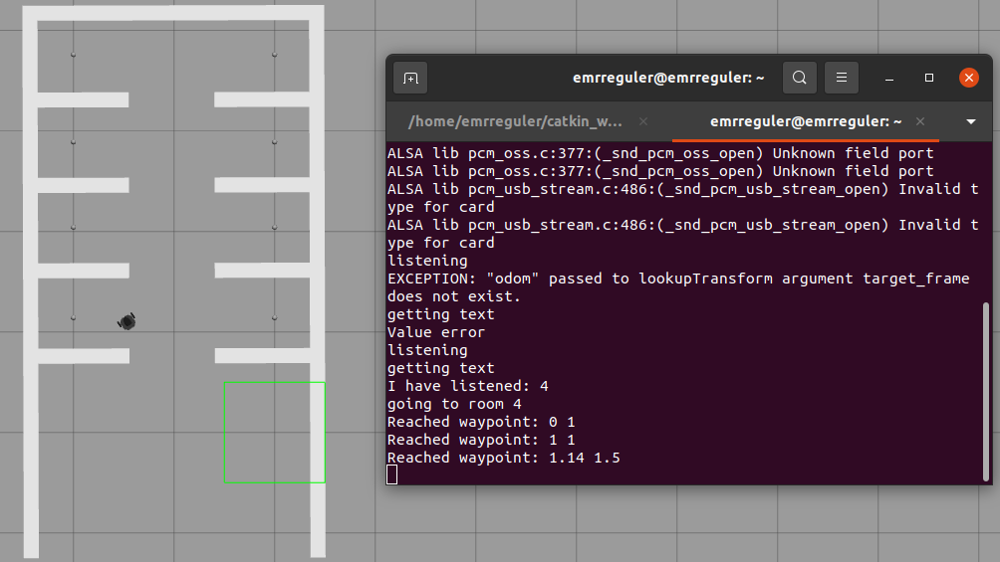 emrreguler@emrreguler: ~
/home/emrreguler/catkin_w...
emrreguler@emrreguler: ~
ALSA lib pcm_oss.c:377:(_snd_pcm_oss_open) Unknown field port
ALSA lib pcm_oss.c:377:(_snd_pcm_oss_open) Unknown field port
ALSA lib pcm_usb_stream.c:486:(_snd_pcm_usb_stream_open) Invalid t
ype for card
ALSA lib pcm_usb_stream.c:486:(_snd_pcm_usb_stream_open) Invalid t
ype for card
listening
EXCEPTION: "odom" passed to lookupTransform argument target_frame
does not exist.
getting text
Value error
listening
getting text
I have listened: 4
going to room 4
Reached waypoint: 0 1
Reached waypoint: 1 1
Reached waypoint: 1.14 1.5